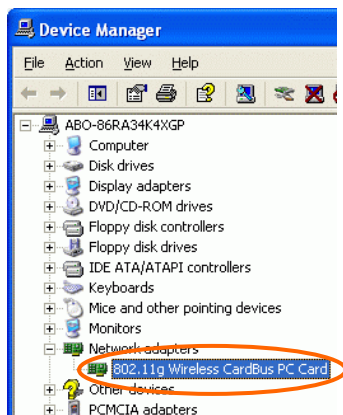 Device Manager
File Action View Help
ABO-86RA34K4XGP
Computer
Disk drives
Display adapters
DVD/CD-ROM drives
Floppy disk controllers
Floppy disk drives
IDE ATA/ATAPI controllers
Keyboards
Mice and other pointing devices
Monitors
Network adapters
802.11g Wireless CardBus PC Card
Other devices
PCMCIA adapters